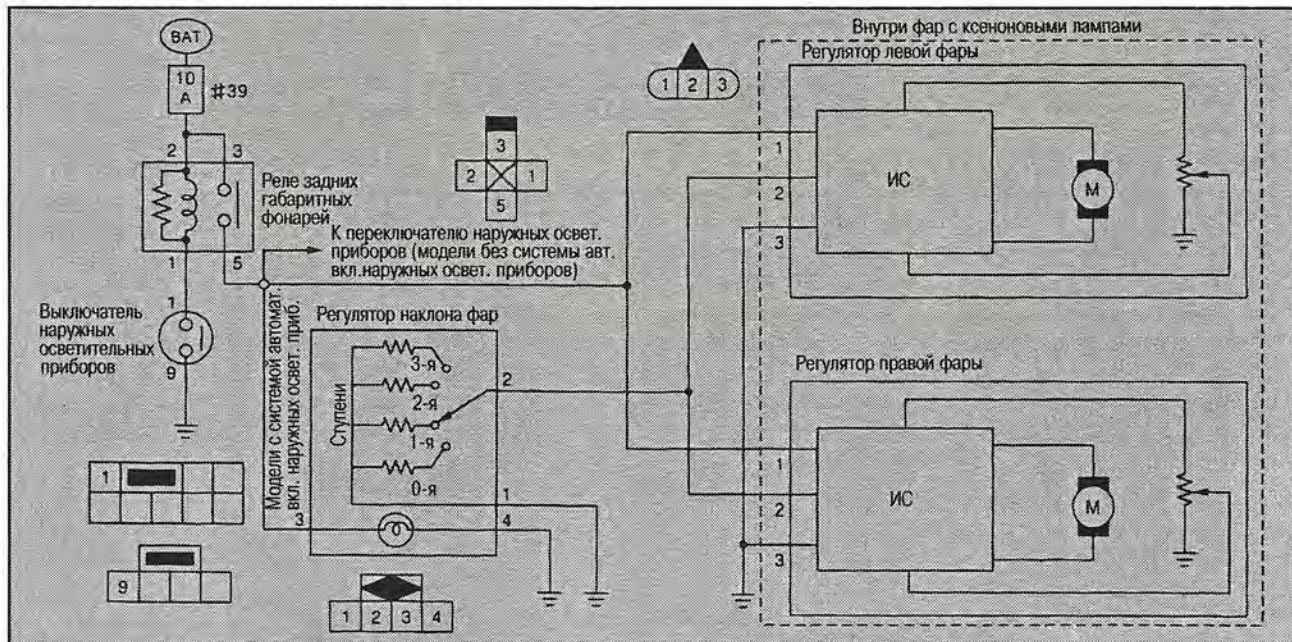 BAT
10
A
#39
2
3
Реле задних
габаритных
фонарей
1
5
К переключателю наружных освет.
приборов (модели без системы авт.
вкл.наружных освет. приборов)
1
Выключатель
наружных
осветительных
приборов
9
Модели с системой автомат.
вкл. наружных освет. приб.
Регулятор наклона фар
Ступени
3-я
2-я
1-я
0-я
2
1
3
4
3
2
1
5
1 2 3
1
9
1 2 3 4
Внутри фар с ксеноновыми лампами
Регулятор левой фары
1
2
3
ИС
М
Регулятор правой фары
1
2
3
ИС
М